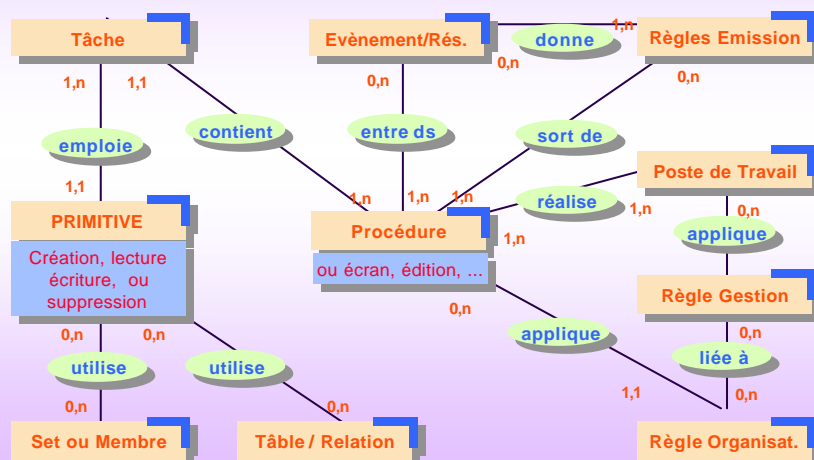 Tâche
Evènement/Rés.
donne
1,n
Règles Emission
1,n
1,1
0,n
0,n
0,n
emploie
contient
entre ds
sort de
1,1
1,n
1,n
1,n
réalise
1,n
Poste de Travail
0,n
PRIMITIVE
Création, lecture
écriture, ou
suppression
Procédure
ou écran, édition, ...
1,n
applique
Règle Gestion
0,n
0,n
0,n
applique
0,n
liée à
utilise
utilise
1,1
0,n
0,n
0,n
Set ou Membre
Tâble / Relation
Règle Organisat.